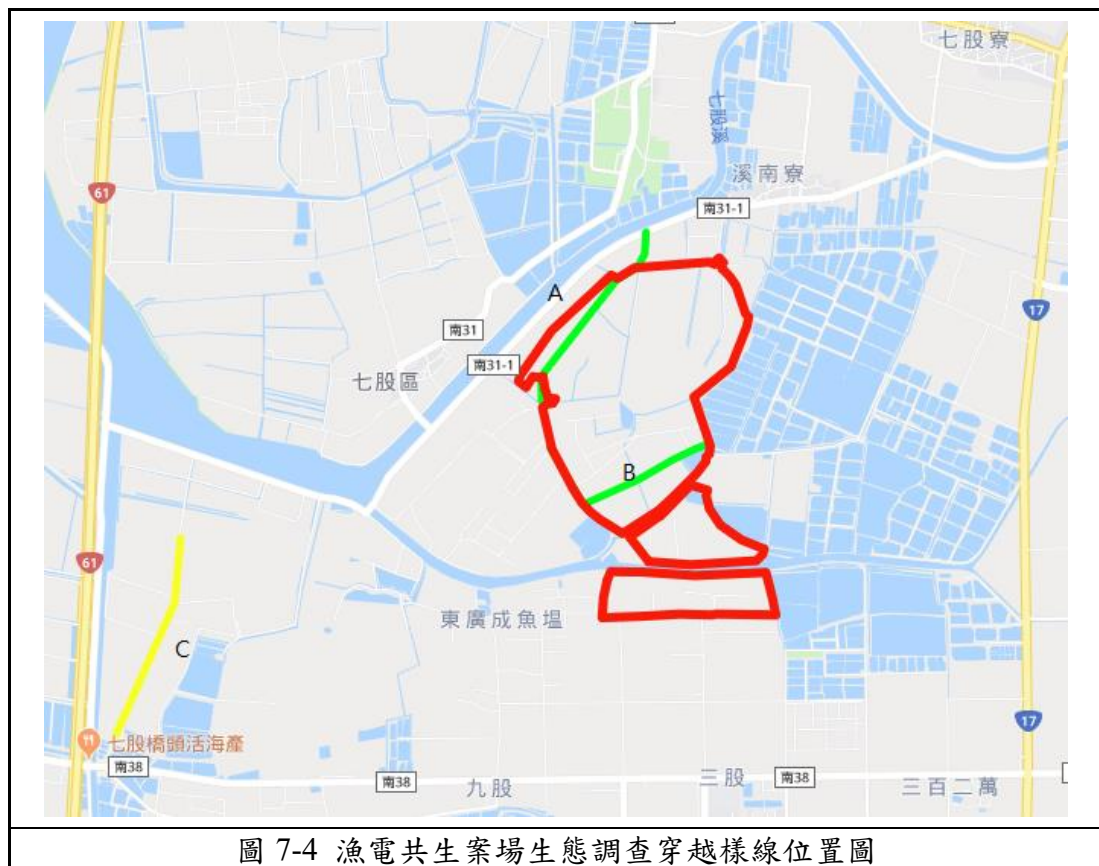 七股寮
七股溪
溪南寮
61
南31-1
A
17
南31
南31-1
七股區
B
61
東廣成魚塭
C
17
七股橋頭活海產
南38
南38
九股
三股
南38
三百二萬
圖 7-4 漁電共生案場生態調查穿越樣線位置圖